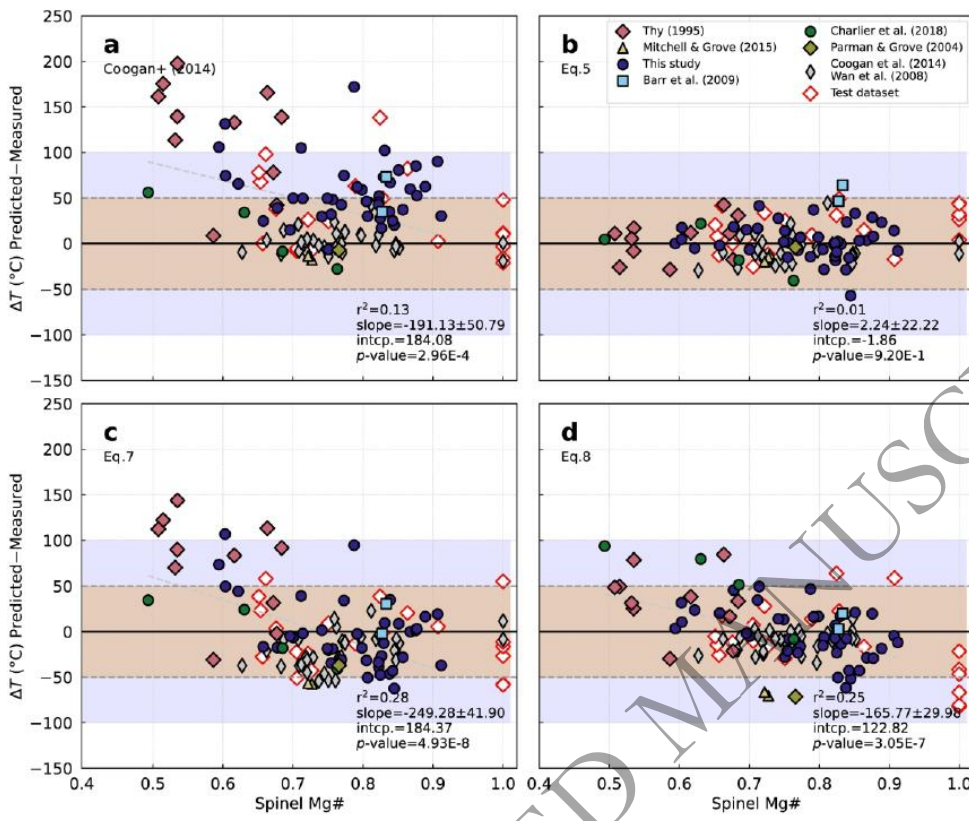 a
Coogan+ (2014)
250
200
150
100
50
0
−50
−100
−150
ΔT (°C) Predicted−Measured
r²=0.13
slope=-191.13±50.79
intcp.=184.08
p-value=2.96E-4
b
Eq.5
Thy (1995)
Mitchell & Grove (2015)
This study
Barr et al. (2009)
Charlier et al. (2018)
Parman & Grove (2004)
Coogan et al. (2014)
Wan et al. (2008)
Test dataset
r²=0.01
slope=2.24±22.22
intcp.=-1.86
p-value=9.20E-1
c
Eq.7
250
200
150
100
50
0
−50
−100
−150
ΔT (°C) Predicted−Measured
r²=0.28
slope=-249.28±41.90
intcp.=184.37
p-value=4.93E-8
0.4 0.5 0.6 0.7 0.8 0.9 1.0
Spinel Mg#
d
Eq.8
r²=0.25
slope=-165.77±29.98
intcp.=122.82
p-value=3.05E-7
0.4 0.5 0.6 0.7 0.8 0.9 1.0
Spinel Mg#
ED MANUSC